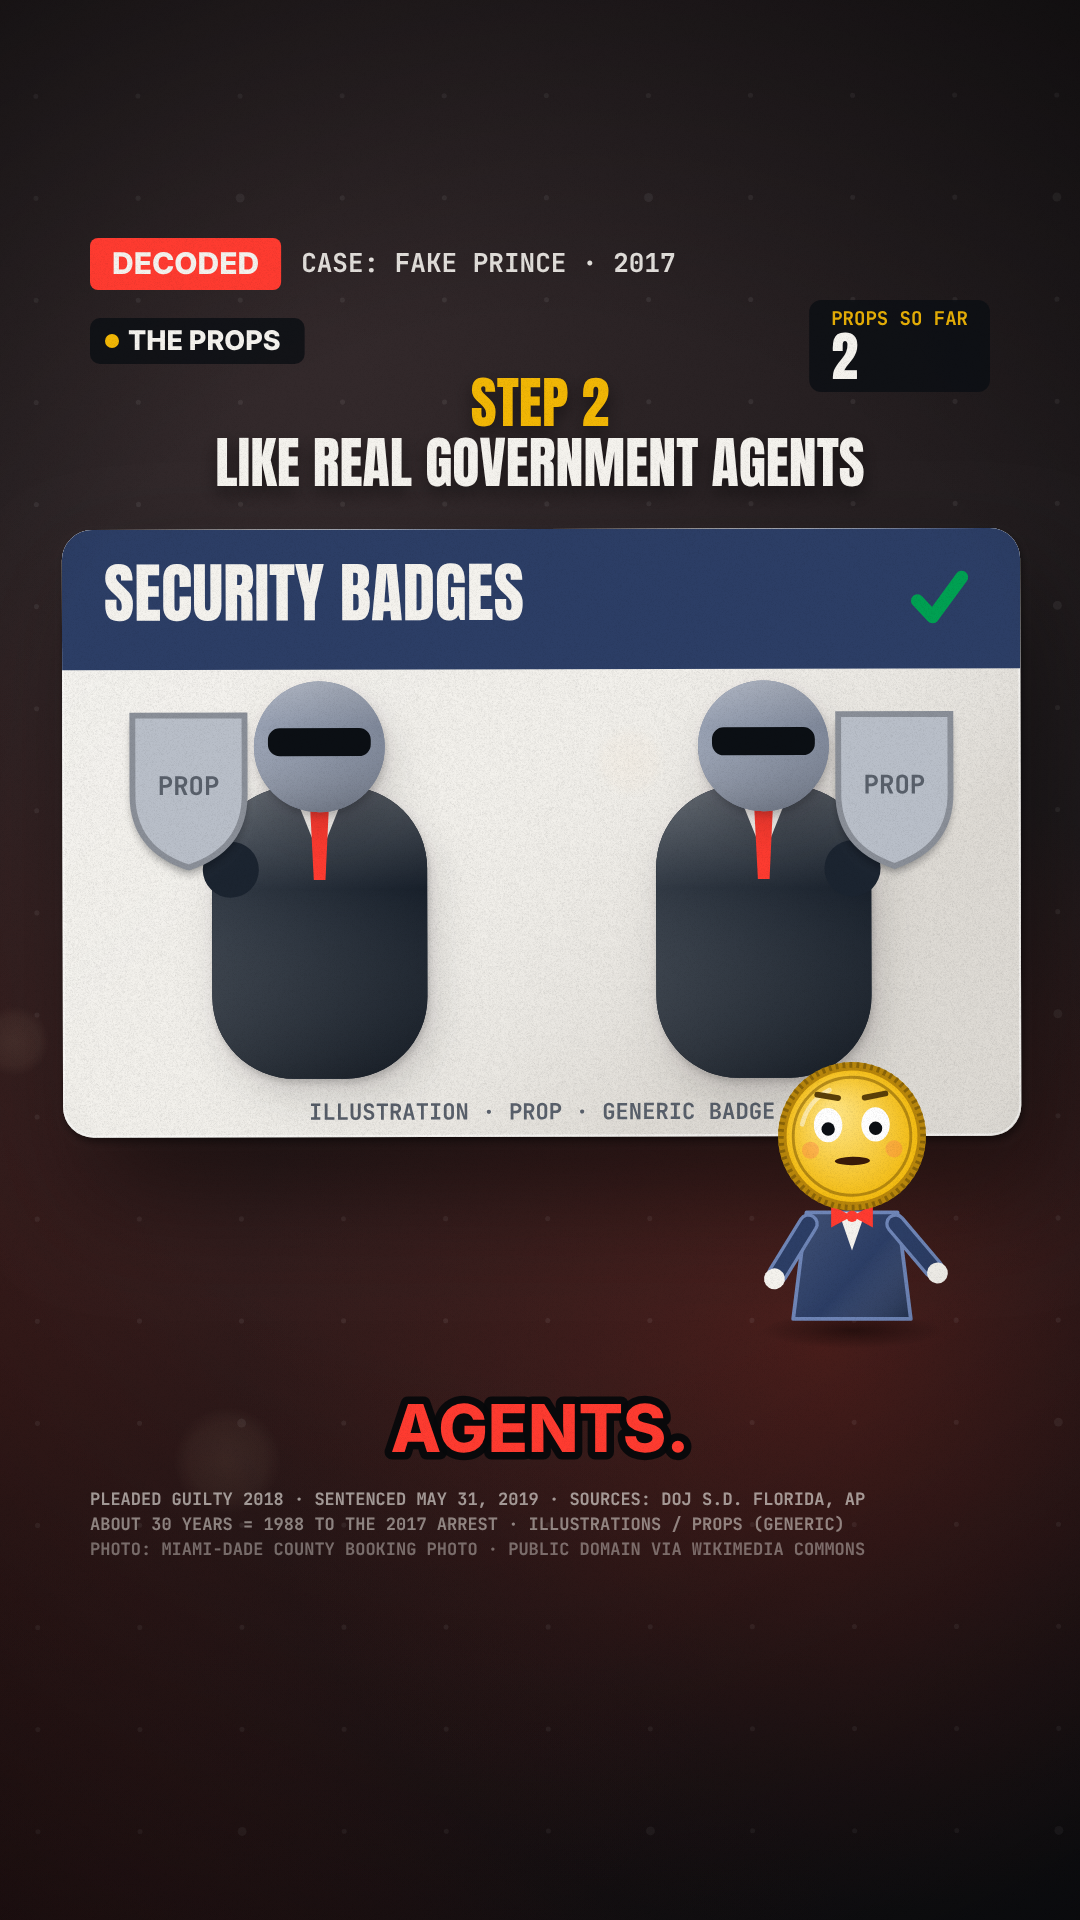 DECODED
CASE: FAKE PRINCE · 2017
THE PROPS
PROPS SO FAR
2
STEP 2
LIKE REAL GOVERNMENT AGENTS
SECURITY BADGES
PROP
PROP
ILLUSTRATION · PROP · GENERIC BADGE
AGENTS.
PLEADED GUILTY 2018 · SENTENCED MAY 31, 2019 · SOURCES: DOJ S.D. FLORIDA, AP
ABOUT 30 YEARS = 1988 TO THE 2017 ARREST · ILLUSTRATIONS / PROPS (GENERIC)
PHOTO: MIAMI-DADE COUNTY BOOKING PHOTO · PUBLIC DOMAIN VIA WIKIMEDIA COMMONS